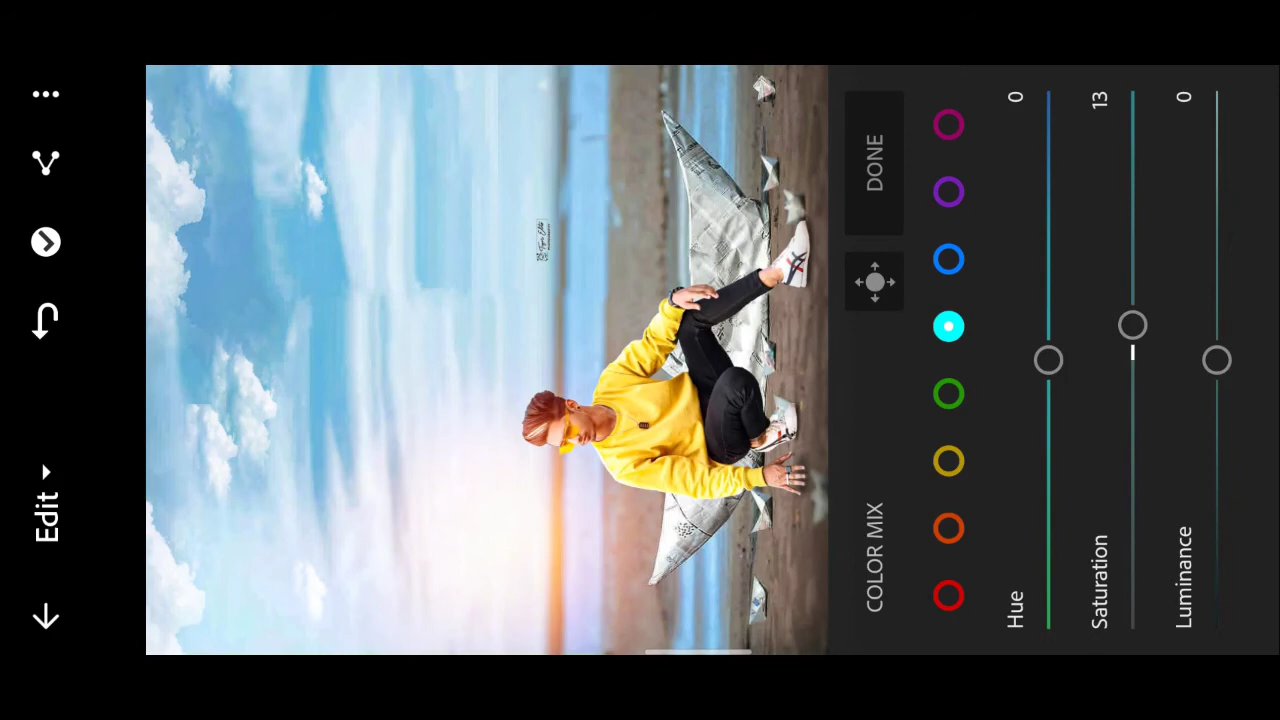 Edit
COLOR MIX
DONE
Hue
0
Saturation
13
Luminance
0